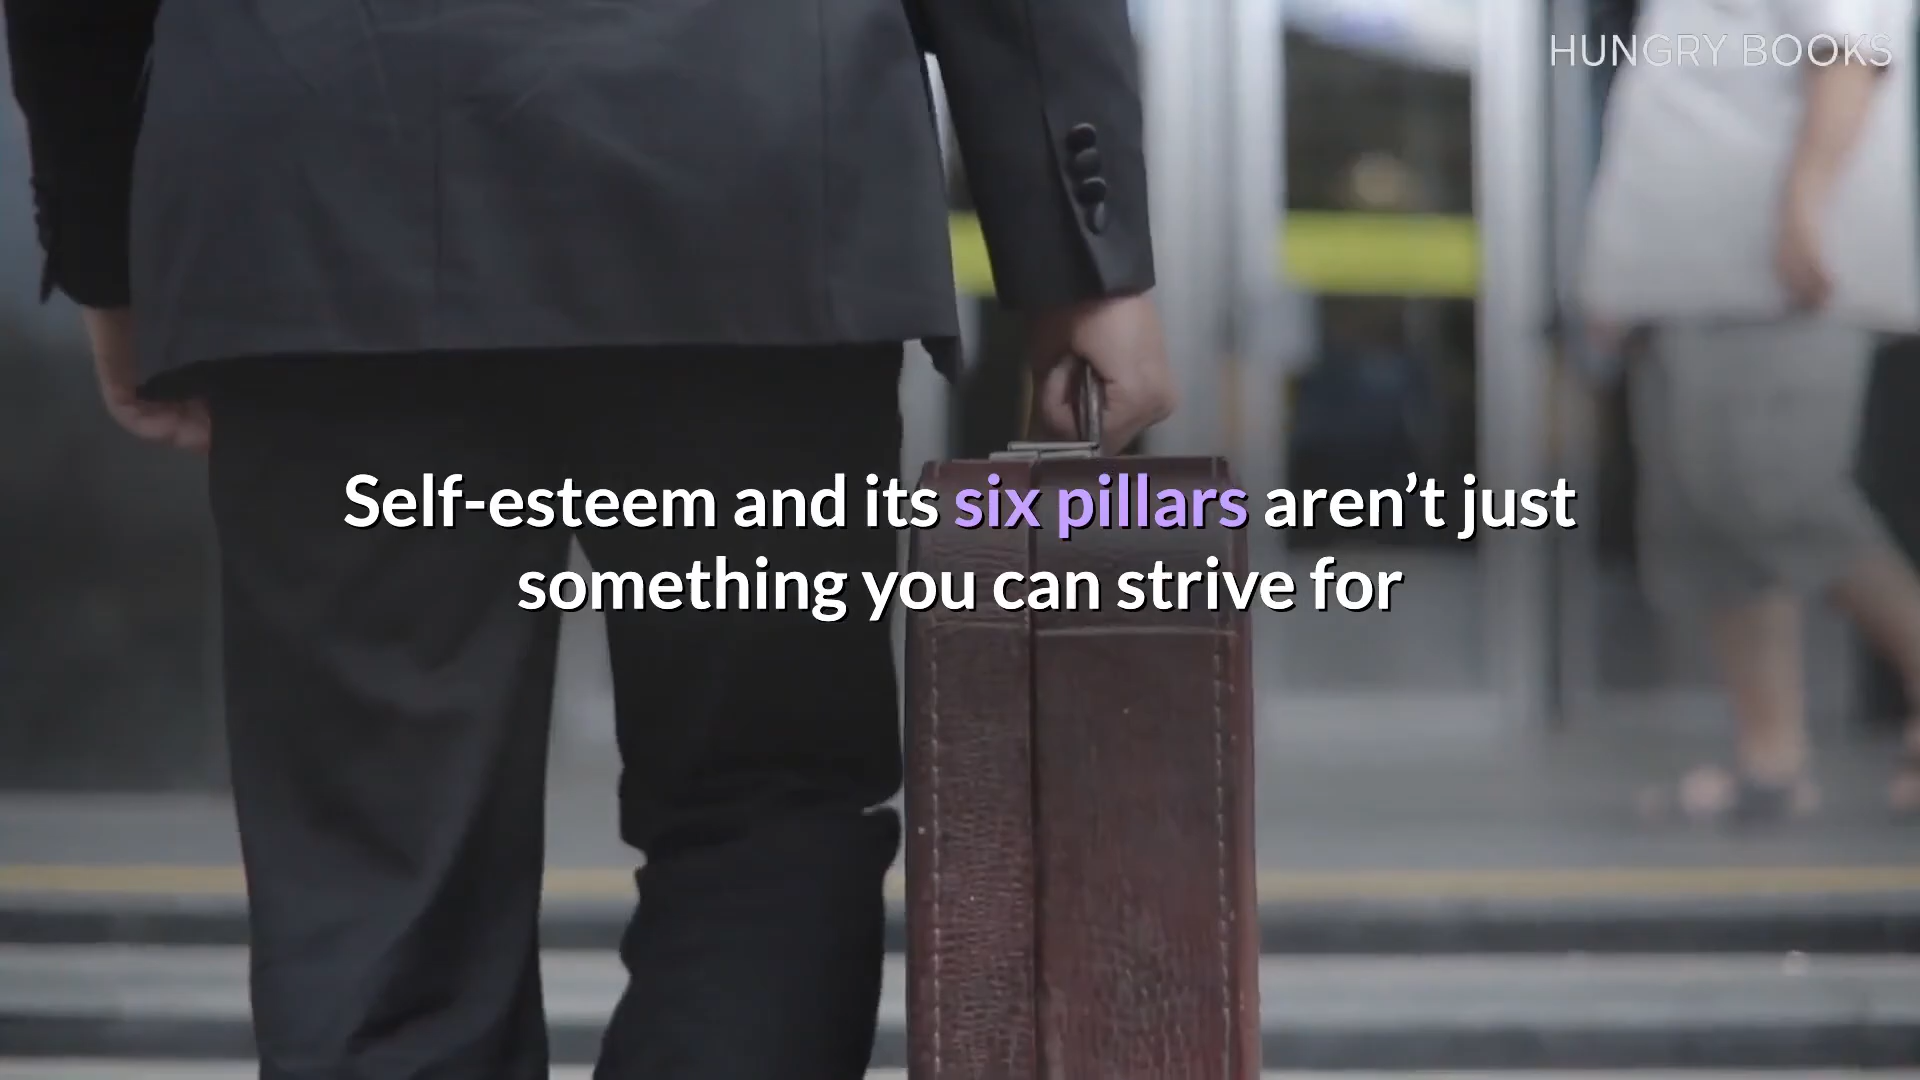 HUNGRY BOOKS
Self-esteem and its six pillars aren’t just
something you can strive for